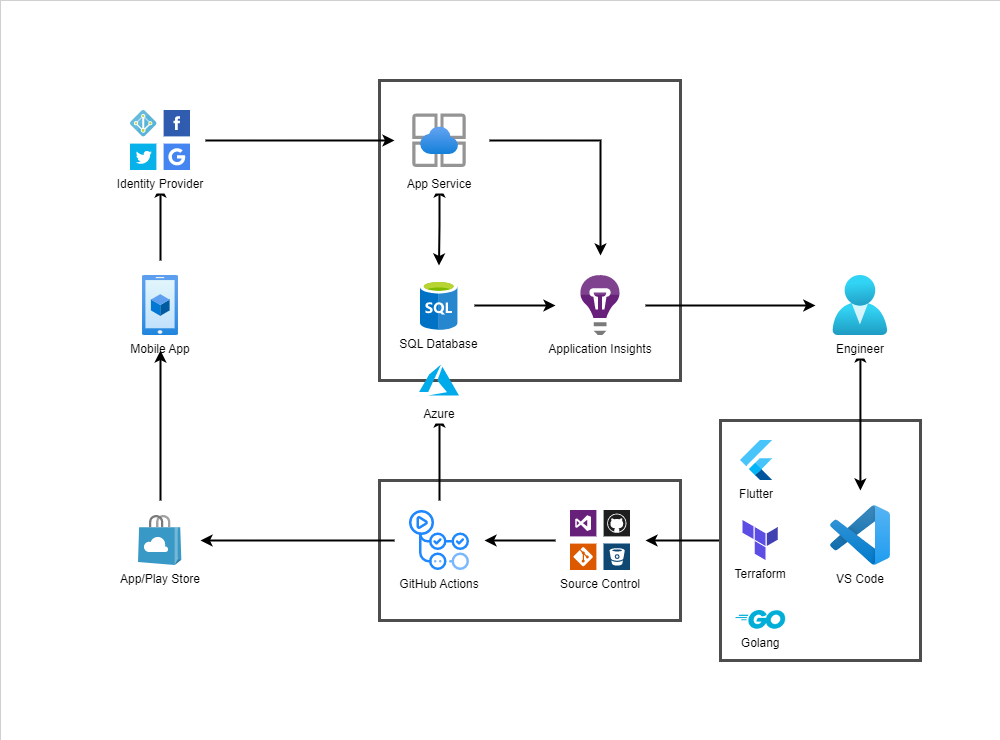 Identity Provider
App Service
Mobile App
SQL
SQL Database
Application Insights
Engineer
Azure
Flutter
Terraform
VS Code
GO
Golang
App/Play Store
GitHub Actions
Source Control